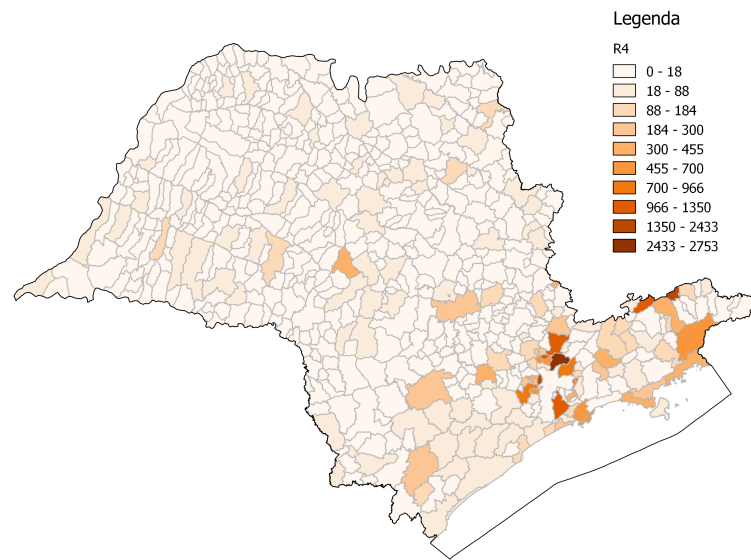 Legenda
R4
0 - 18
18 - 88
88 - 184
184 - 300
300 - 455
455 - 700
700 - 966
966 - 1350
1350 - 2433
2433 - 2753